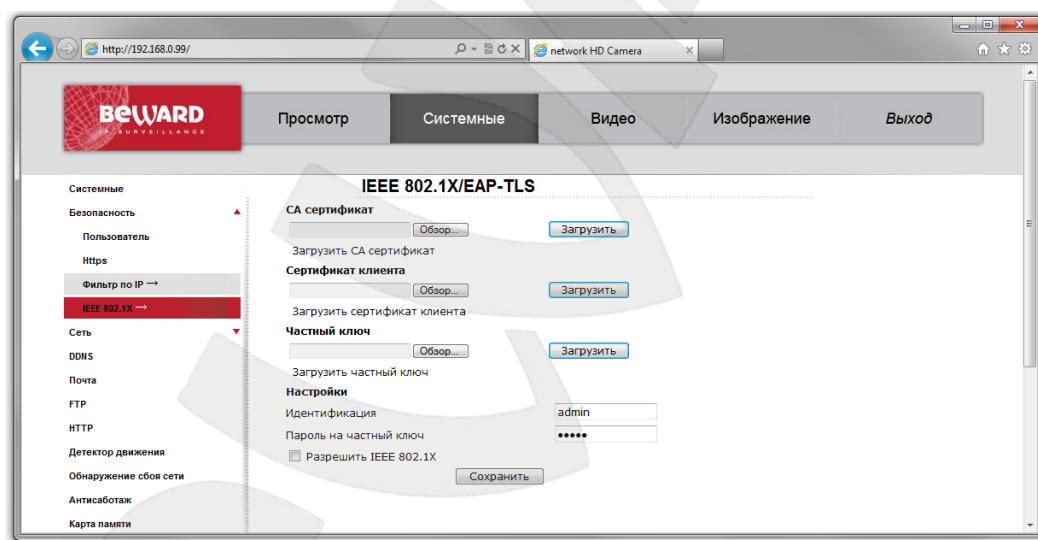 http://192.168.0.99/
network HD Camera
BEWARD
IP SURVEILLANCE
Просмотр
Системные
Видео
Изображение
Выход
IEEE 802.1X/EAP-TLS
Системные
Безопасность
Пользователь
Https
Фильтр по IP →
IEEE 802.1X →
Сеть
DDNS
Почта
FTP
HTTP
Детектор движения
Обнаружение сбоя сети
Антисаботаж
Карта памяти
СА сертификат
Обзор... Загрузить
Загрузить СА сертификат
Сертификат клиента
Обзор... Загрузить
Загрузить сертификат клиента
Частный ключ
Обзор... Загрузить
Загрузить частный ключ
Настройки
Идентификация admin
Пароль на частный ключ •••••
Разрешить IEEE 802.1X
Сохранить